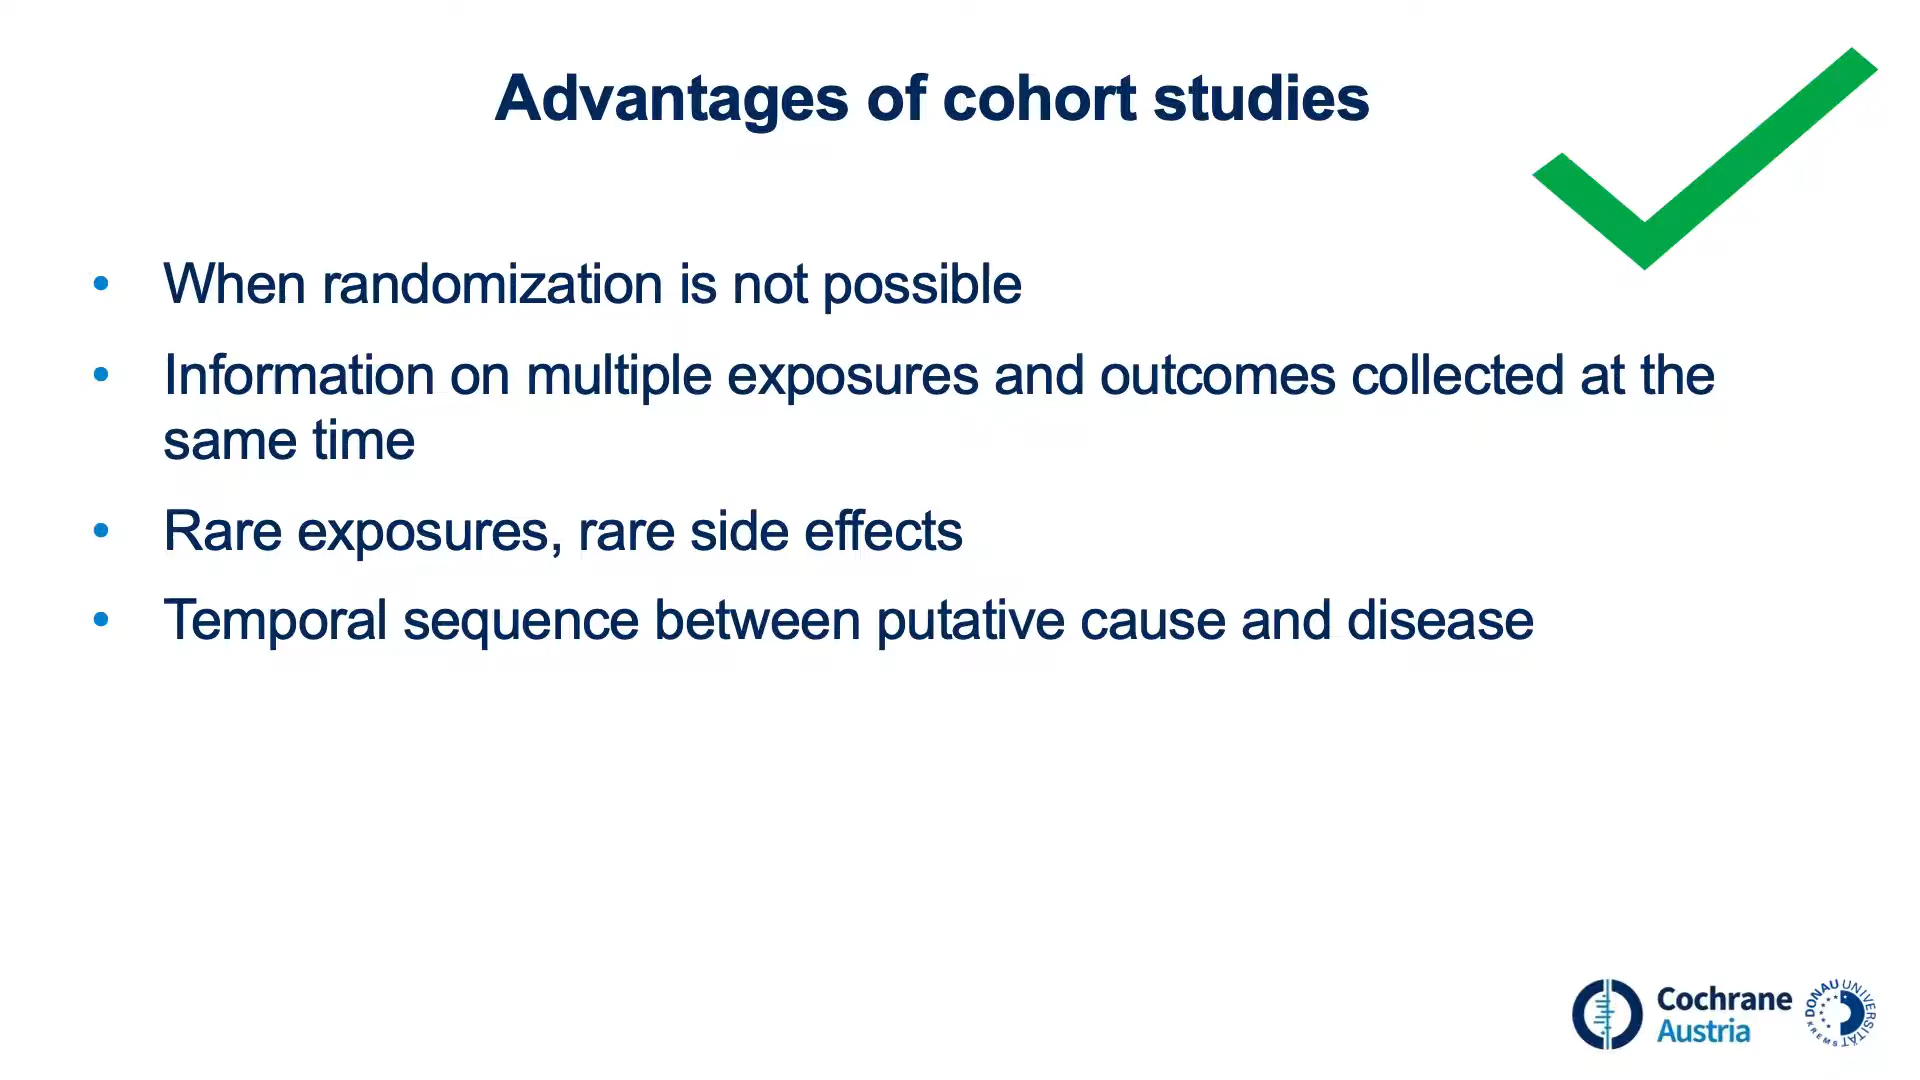 Advantages of cohort studies
• When randomization is not possible
• Information on multiple exposures and outcomes collected at the
same time
• Rare exposures, rare side effects
• Temporal sequence between putative cause and disease
Cochrane
Austria
DONAU UNIVERSITÄT
KREMS